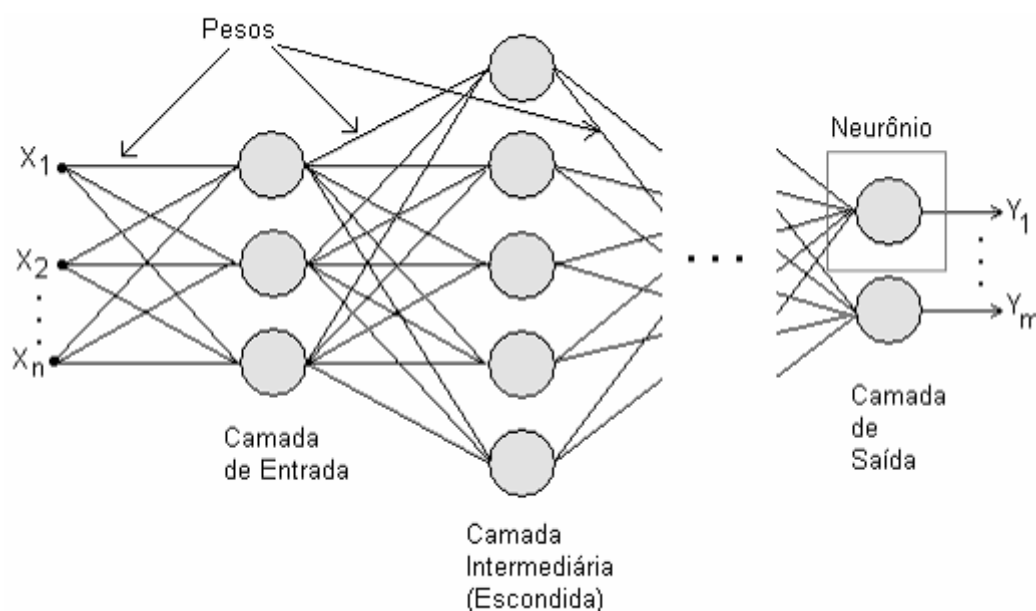 Pesos
Neurônio
X1
X2
Xn
Y1
Ym
Camada
de Entrada
Camada
Intermediária
(Escondida)
Camada
de
Saída